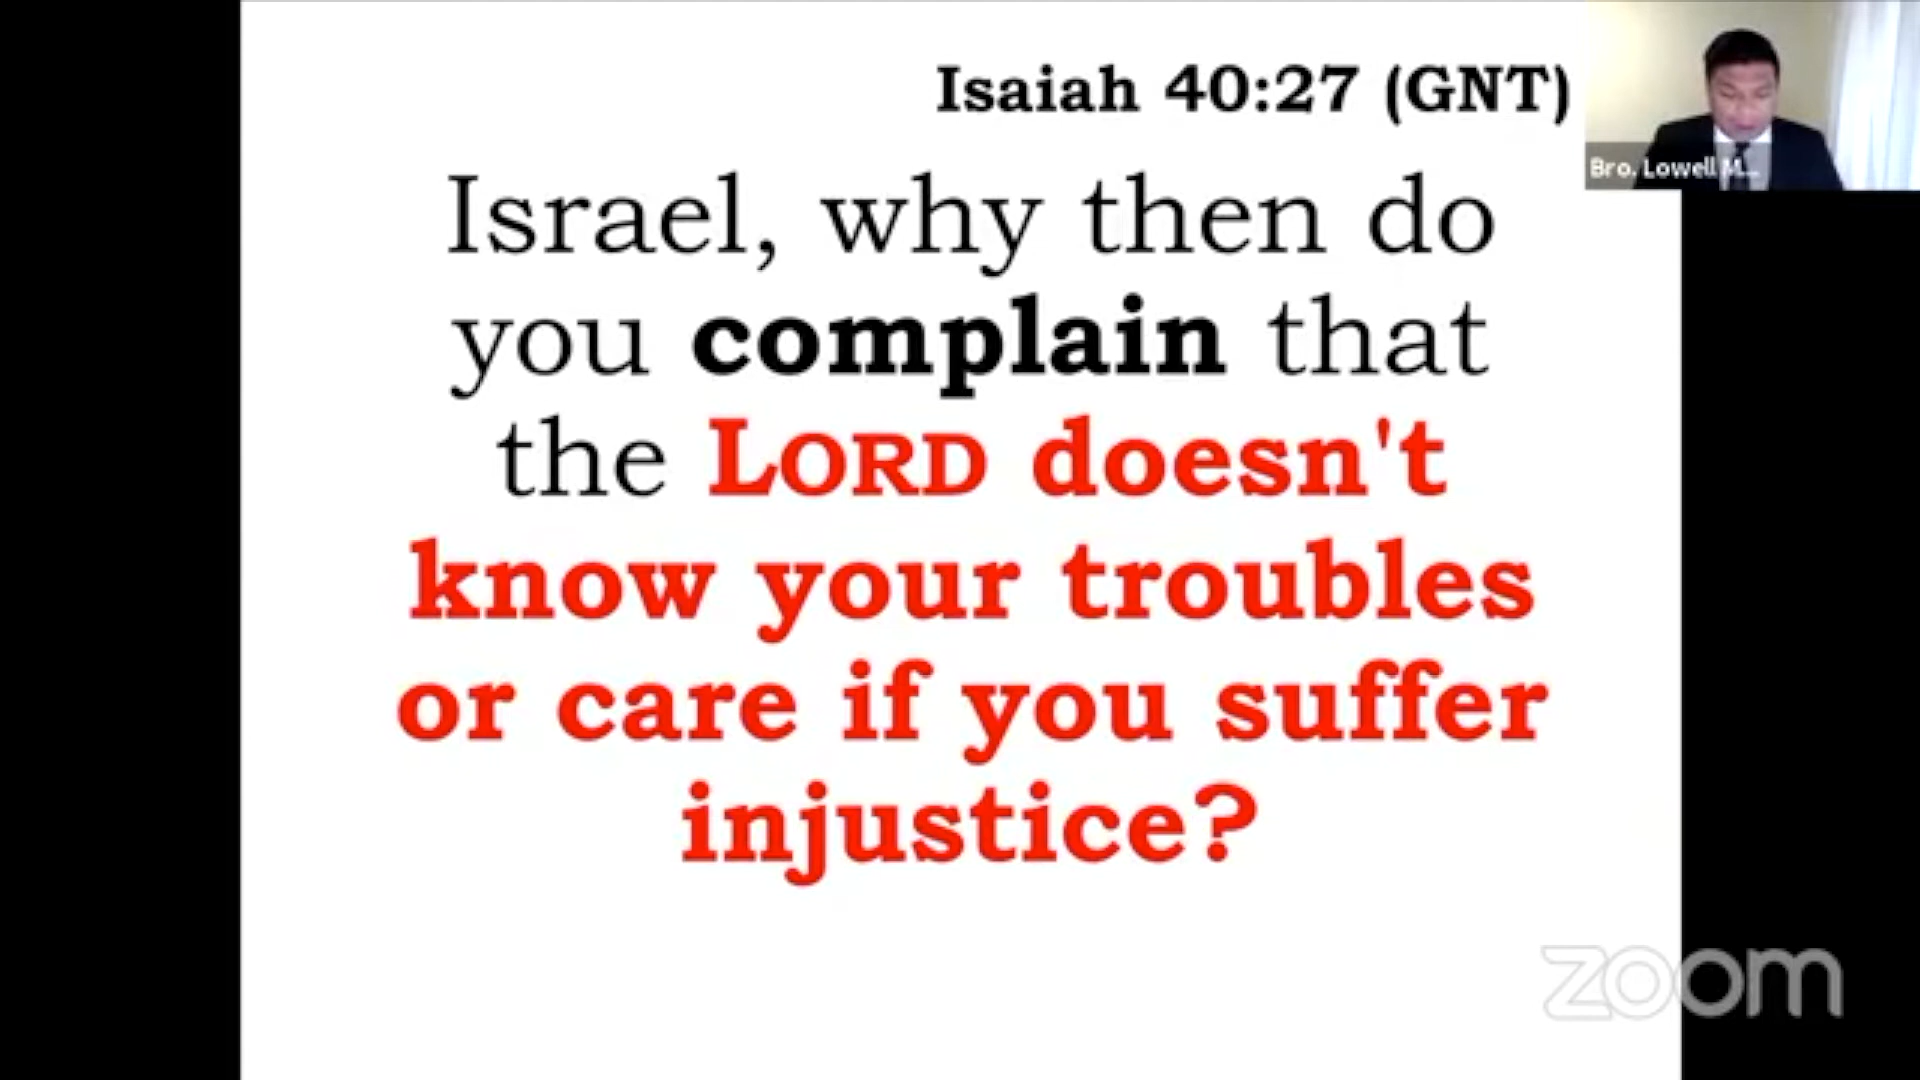 Isaiah 40:27 (GNT)
Bro. Lowell M...
Israel, why then do
you complain that
the LORD doesn't
know your troubles
or care if you suffer
injustice?
zoom